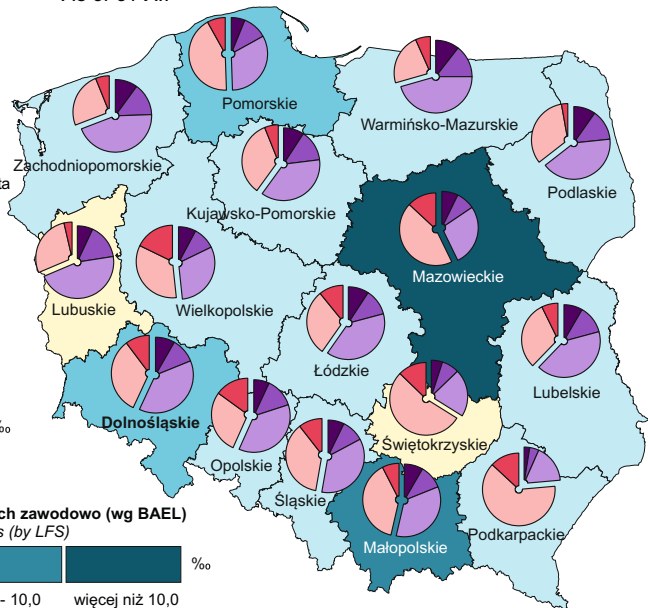 Pomorskie
Warmińsko-Mazurskie
Zachodniopomorskie
Podlaskie
ta
Kujawsko-Pomorskie
Mazowieckie
Lubuskie
Wielkopolskie
Łódzkie
Lubelskie
Dolnośląskie
‰
Świętokrzyskie
Opolskie
Śląskie
Podkarpackie
Małopolskie
ch zawodowo (wg BAEL)
s (by LFS)
‰
- 10,0 więcej niż 10,0